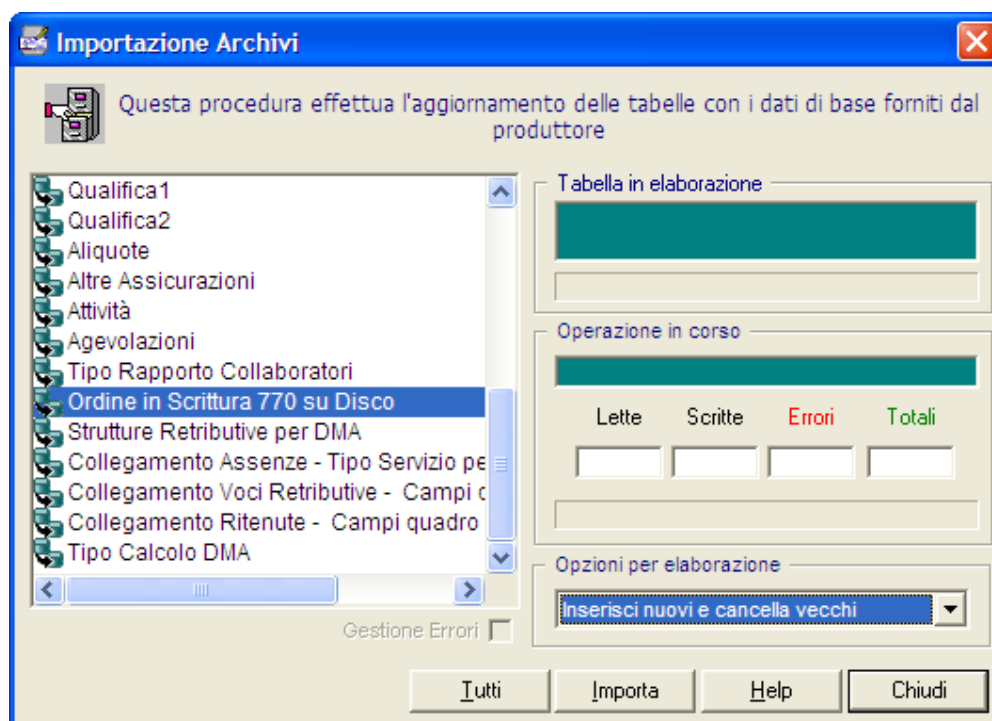 Importazione Archivi
Questa procedura effettua l'aggiornamento delle tabelle con i dati di base forniti dal
produttore
Qualifica1
Qualifica2
Aliquote
Altre Assicurazioni
Attività
Agevolazioni
Tipo Rapporto Collaboratori
Ordine in Scrittura 770 su Disco
Strutture Retributive per DMA
Collegamento Assenze - Tipo Servizio pe
Collegamento Voci Retributive - Campi
Collegamento Ritenute - Campi quadro
Tipo Calcolo DMA
Gestione Errori
Tabella in elaborazione
Operazione in corso
Lette Scritte Errori Totali
Opzioni per elaborazione
Inserisci nuovi e cancella vecchi
Tutti Importa Help Chiudi